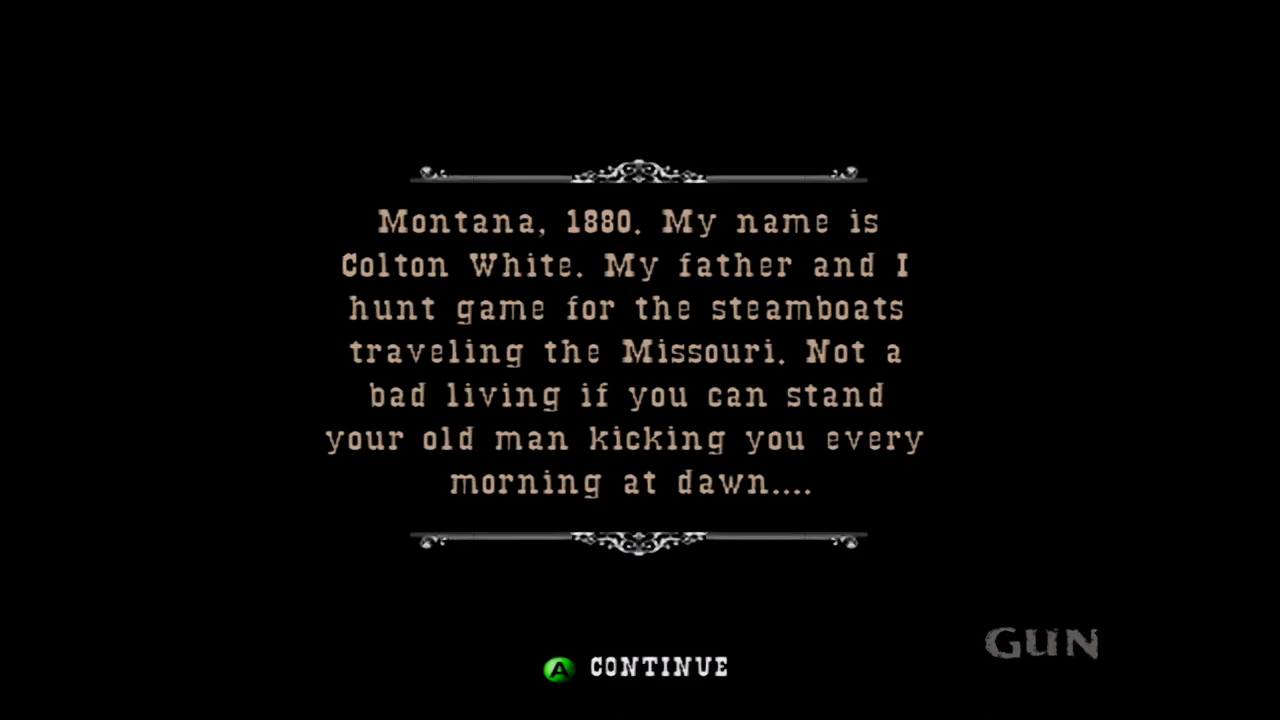 Montana, 1880. My name is
Colton White. My father and I
hunt game for the steamboats
traveling the Missouri. Not a
bad living if you can stand
your old man kicking you every
morning at dawn....
GUN
A CONTINUE